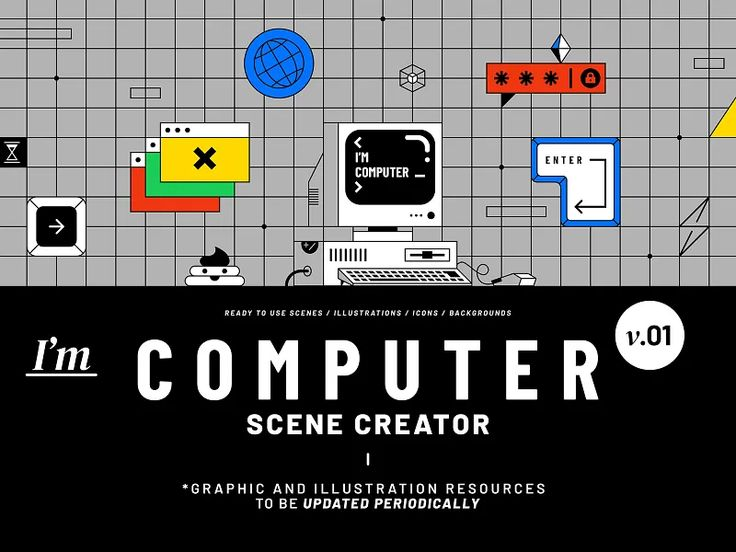 * * * |
ENTER
<
I'M
COMPUTER _
>
READY TO USE SCENES / ILLUSTRATIONS / ICONS / BACKGROUNDS
v.01
I'm
COMPUTER
SCENE CREATOR
*GRAPHIC AND ILLUSTRATION RESOURCES
TO BE UPDATED PERIODICALLY